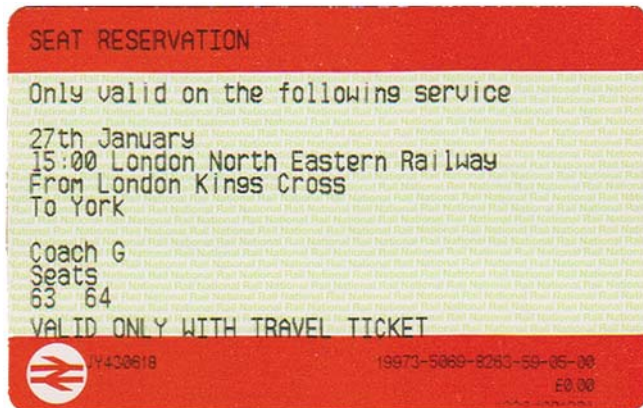 SEAT RESERVATION
Only valid on the following service
27th January
15:00 London North Eastern Railway
From London Kings Cross
To York
Coach G
Seats
63 64
VALID ONLY WITH TRAVEL TICKET
JY430618 19973-5069-8263-59-05-00
£0.00